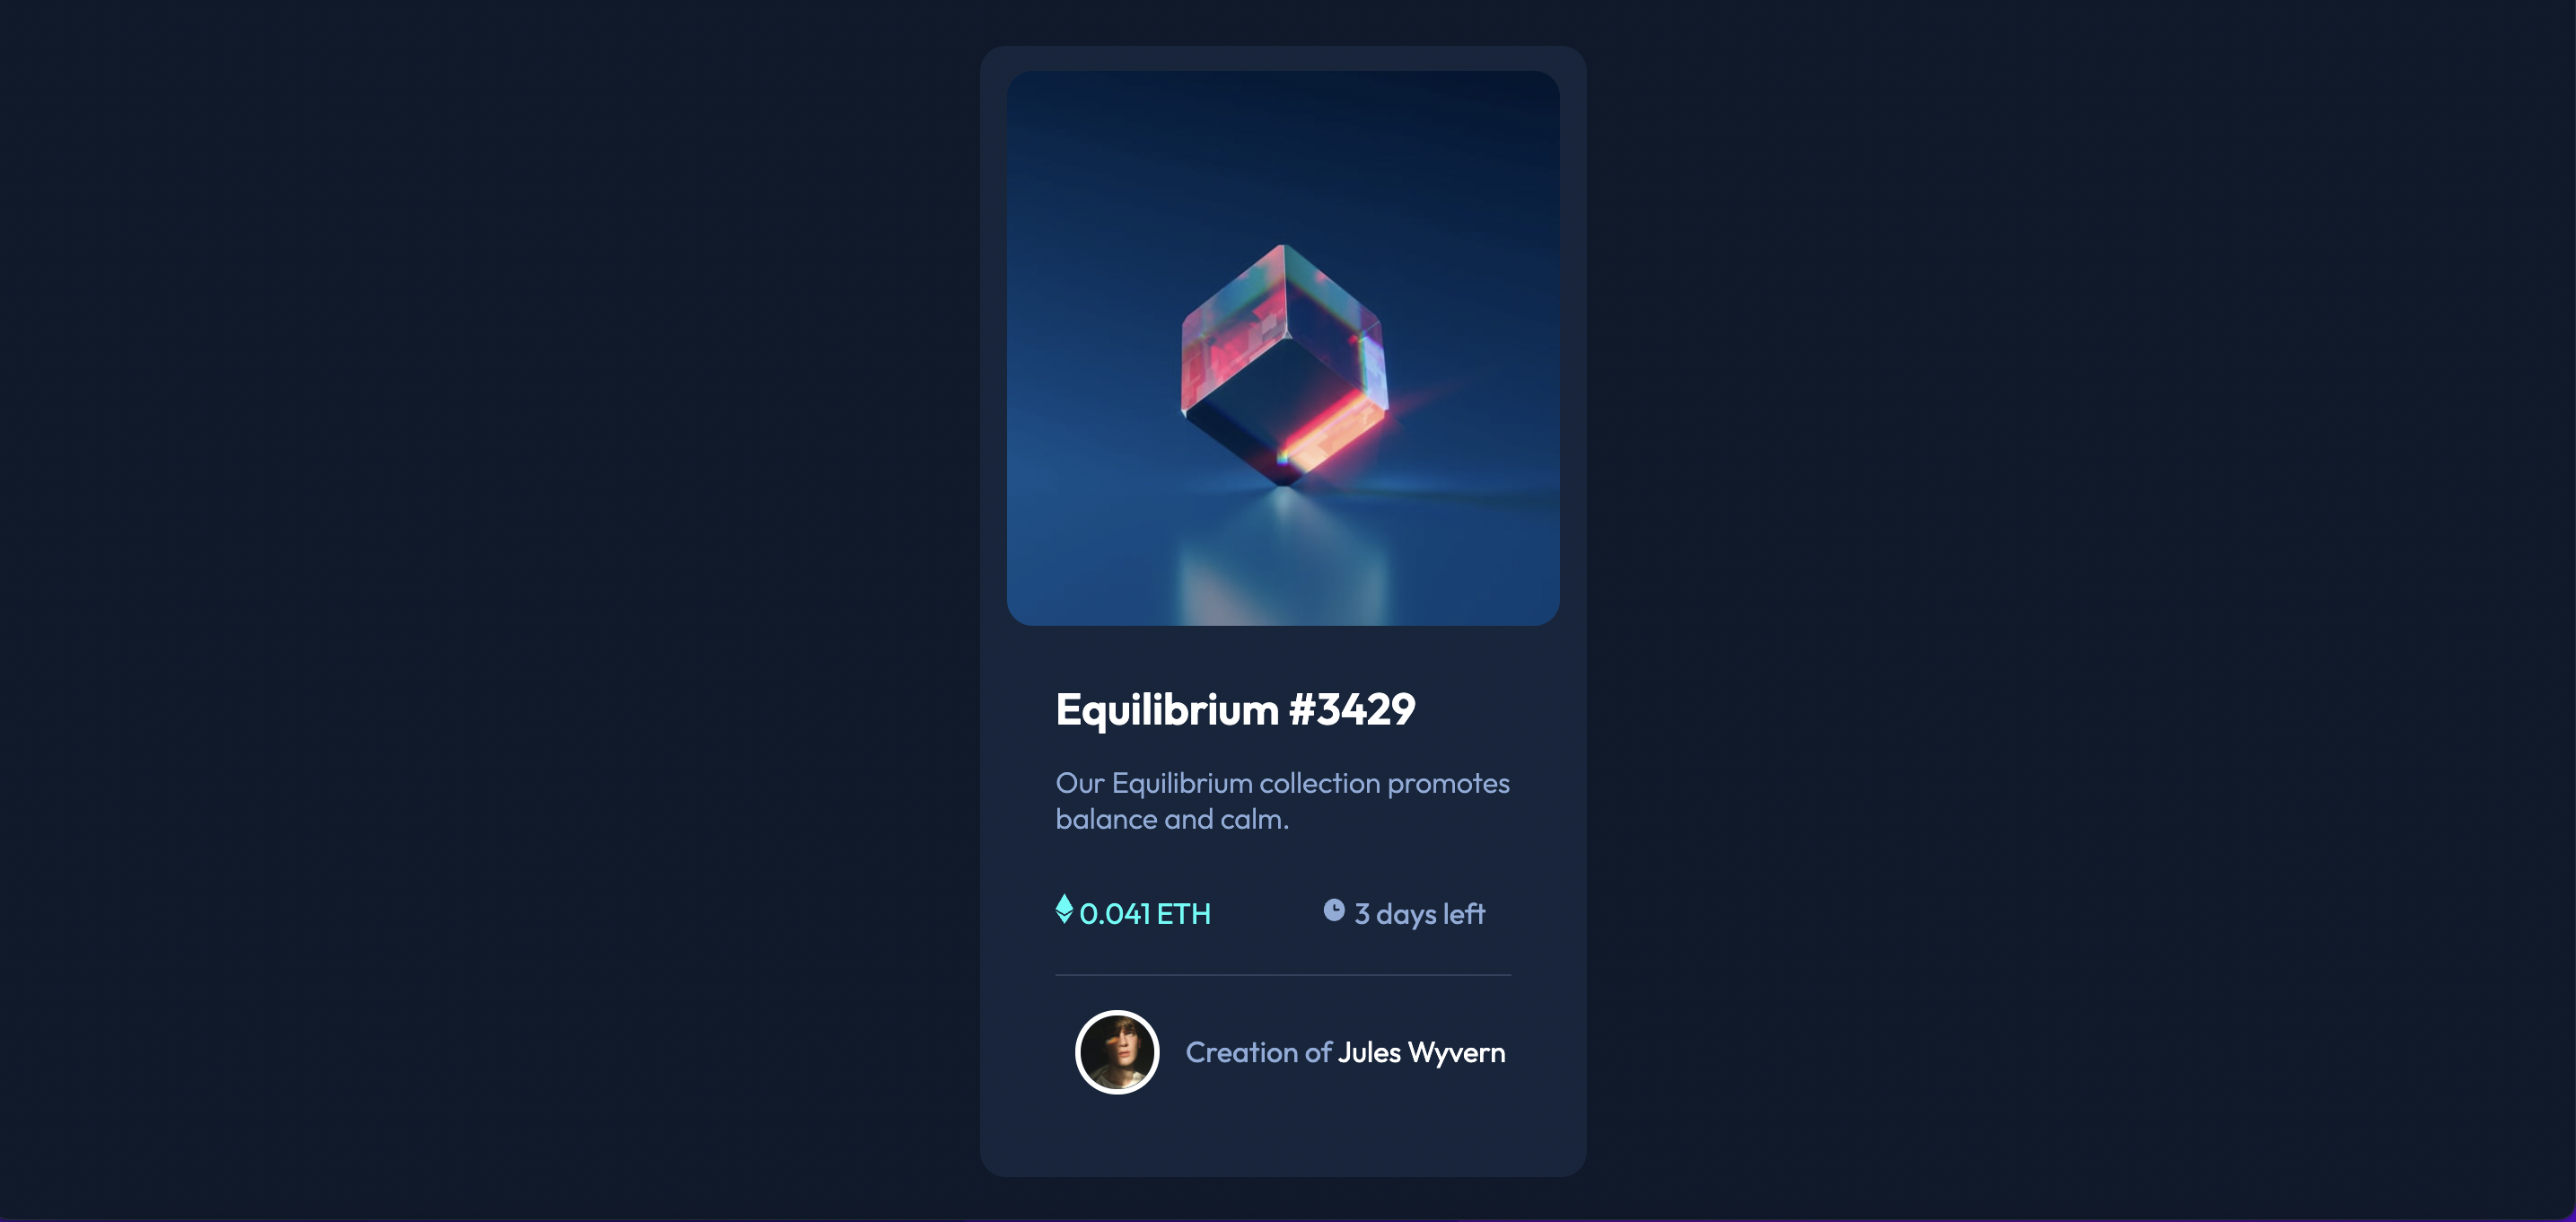 Equilibrium #3429
Our Equilibrium collection promotes
balance and calm.
0.041 ETH
3 days left
Creation of Jules Wyvern